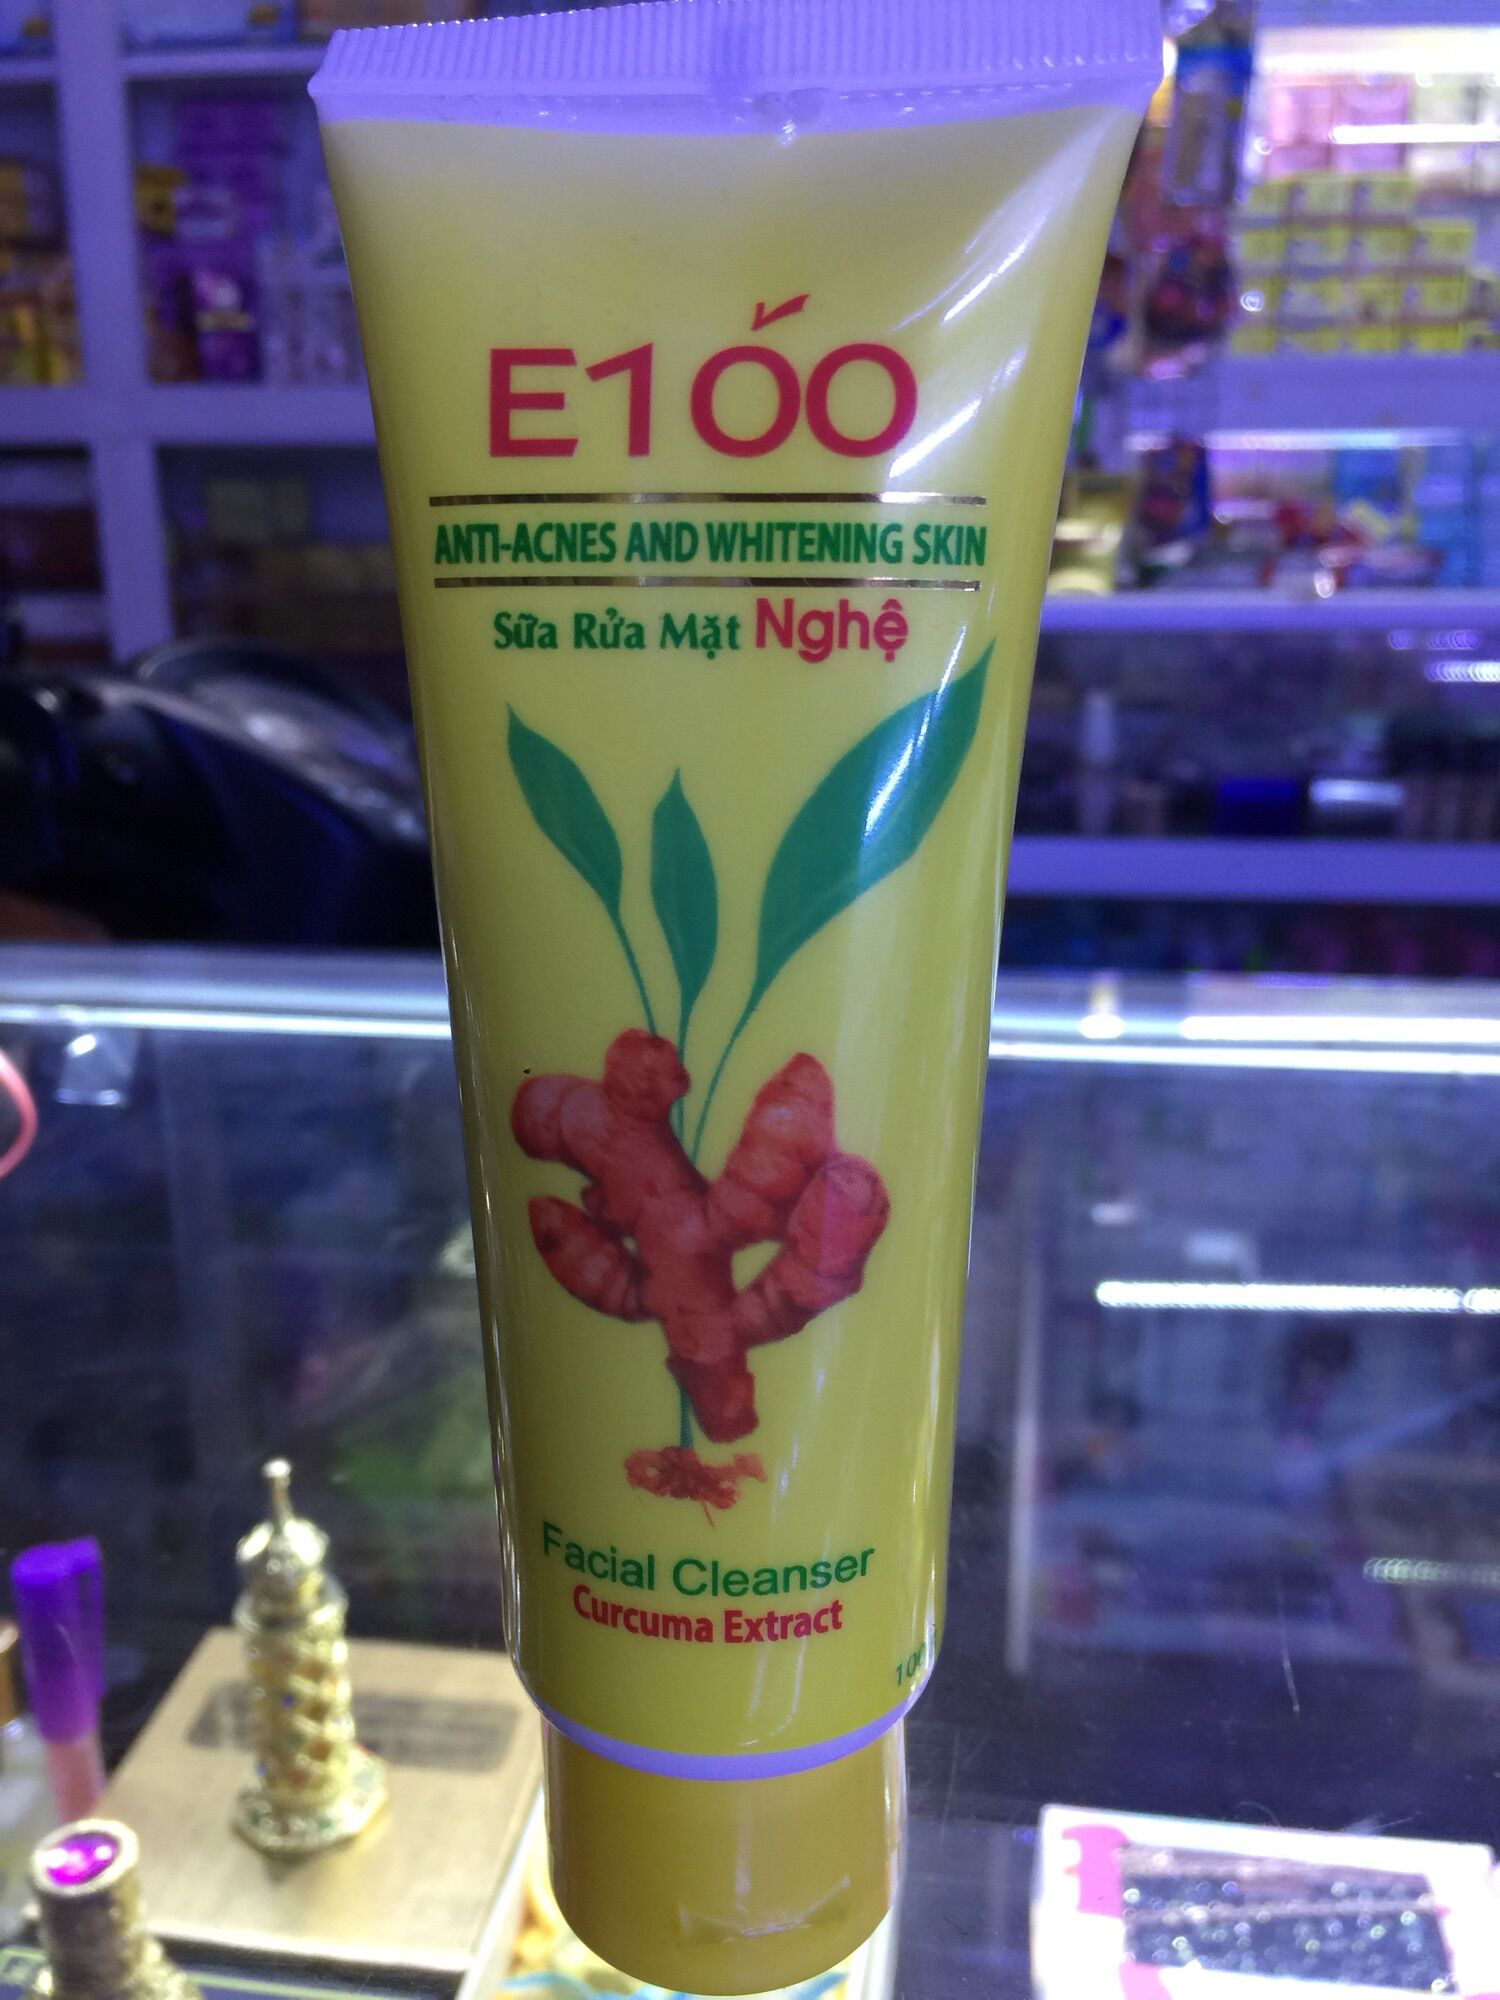 E100
ANTI-ACNES AND WHITENING SKIN
Sữa Rửa Mặt Nghệ
Facial Cleanser
Curcuma Extract